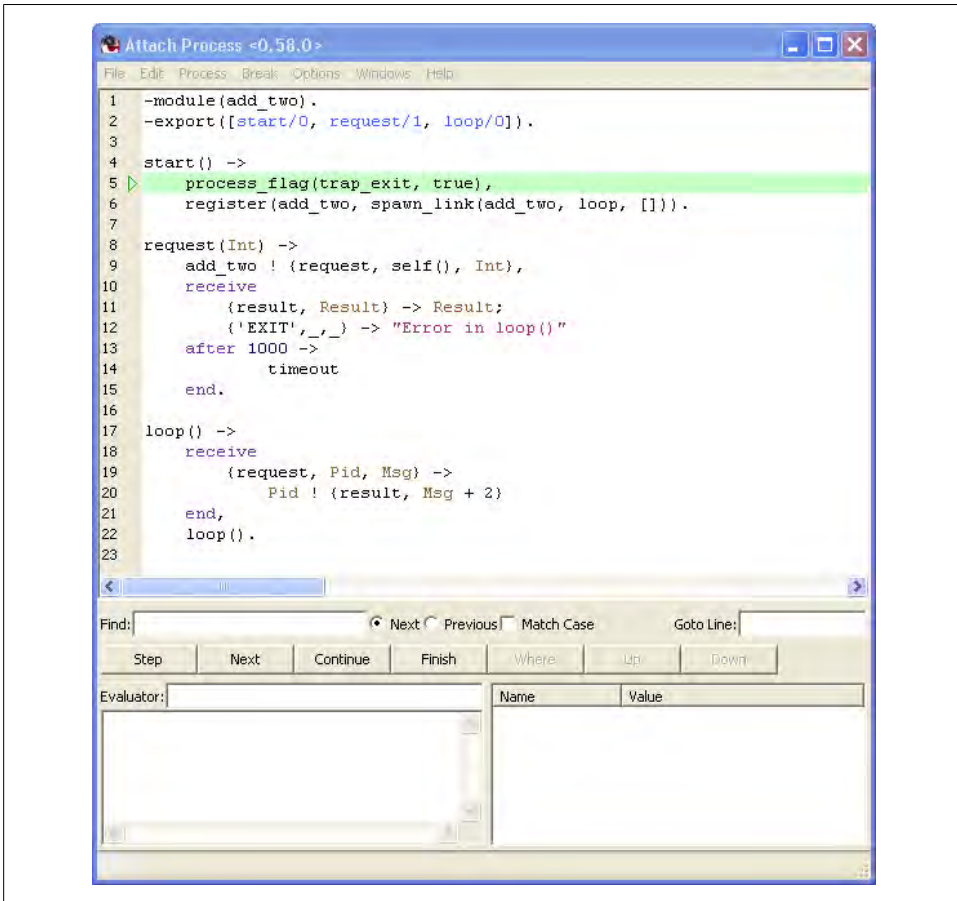 Attach Process <0.58.0>
File Edit Process Break Options Windows Help
1 -module(add_two).
2 -export([start/0, request/1, loop/0]).
3
4 start() ->
5 process_flag(trap_exit, true),
6 register(add_two, spawn_link(add_two, loop, [])).
7
8 request(Int) ->
9 add_two ! {request, self(), Int},
10 receive
11 {result, Result} -> Result;
12 {'EXIT',_,_} -> "Error in loop()"
13 after 1000 ->
14 timeout
15 end.
16
17 loop() ->
18 receive
19 {request, Pid, Msg} ->
20 Pid ! {result, Msg + 2}
21 end,
22 loop().
23
Find: Next Previous Match Case Goto Line:
Step Next Continue Finish Where Up Down
Evaluator: Name Value